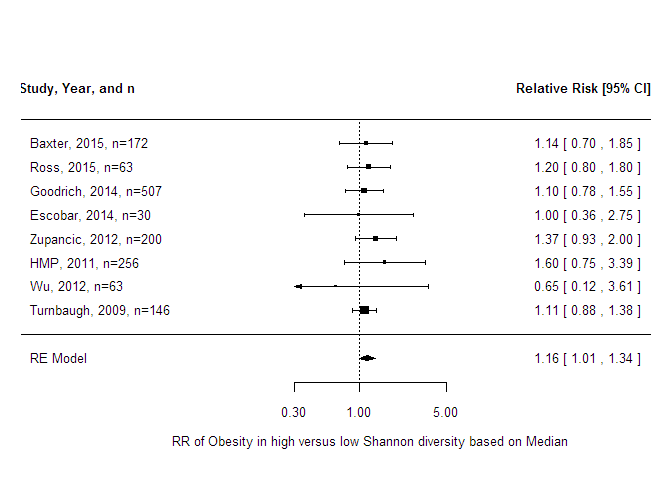 Study, Year, and n Relative Risk [95% CI]
Baxter, 2015, n=172 1.14 [ 0.70 , 1.85 ]
Ross, 2015, n=63 1.20 [ 0.80 , 1.80 ]
Goodrich, 2014, n=507 1.10 [ 0.78 , 1.55 ]
Escobar, 2014, n=30 1.00 [ 0.36 , 2.75 ]
Zupancic, 2012, n=200 1.37 [ 0.93 , 2.00 ]
HMP, 2011, n=256 1.60 [ 0.75 , 3.39 ]
Wu, 2012, n=63 0.65 [ 0.12 , 3.61 ]
Turnbaugh, 2009, n=146 1.11 [ 0.88 , 1.38 ]
RE Model 1.16 [ 1.01 , 1.34 ]
0.30 1.00 5.00
RR of Obesity in high versus low Shannon diversity based on Median